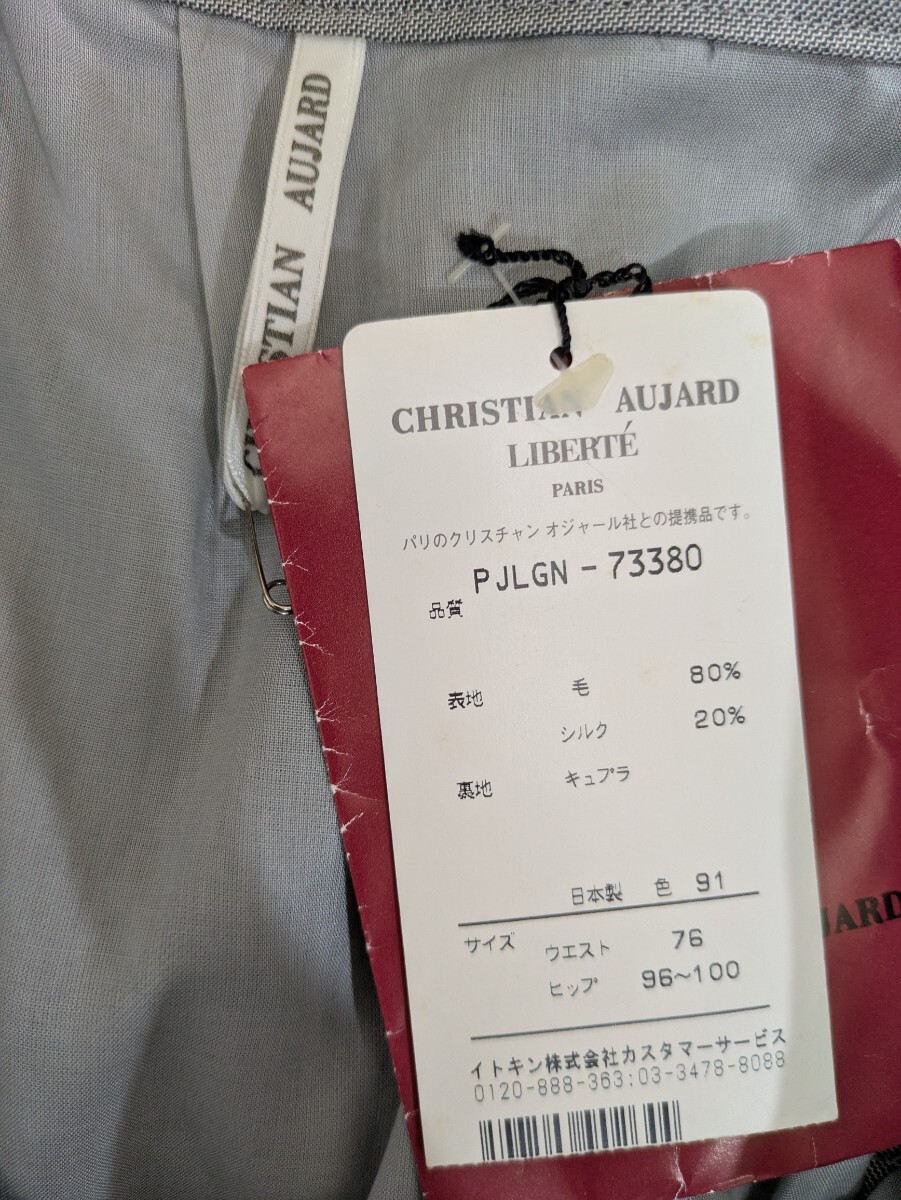 CHRISTIAN AUJARD
CHRISTIAN AUJARD
LIBERTÉ
PARIS
パリのクリスチャン オジャール社との提携品です。
PJLGN-73380
品質
表地 毛 80%
シルク 20%
裏地 キュプラ
日本製 色 91
サイズ ウエスト 76
ヒップ 96~100
イトキン株式会社カスタマーサービス
0120-888-363:03-3478-8088
JARD